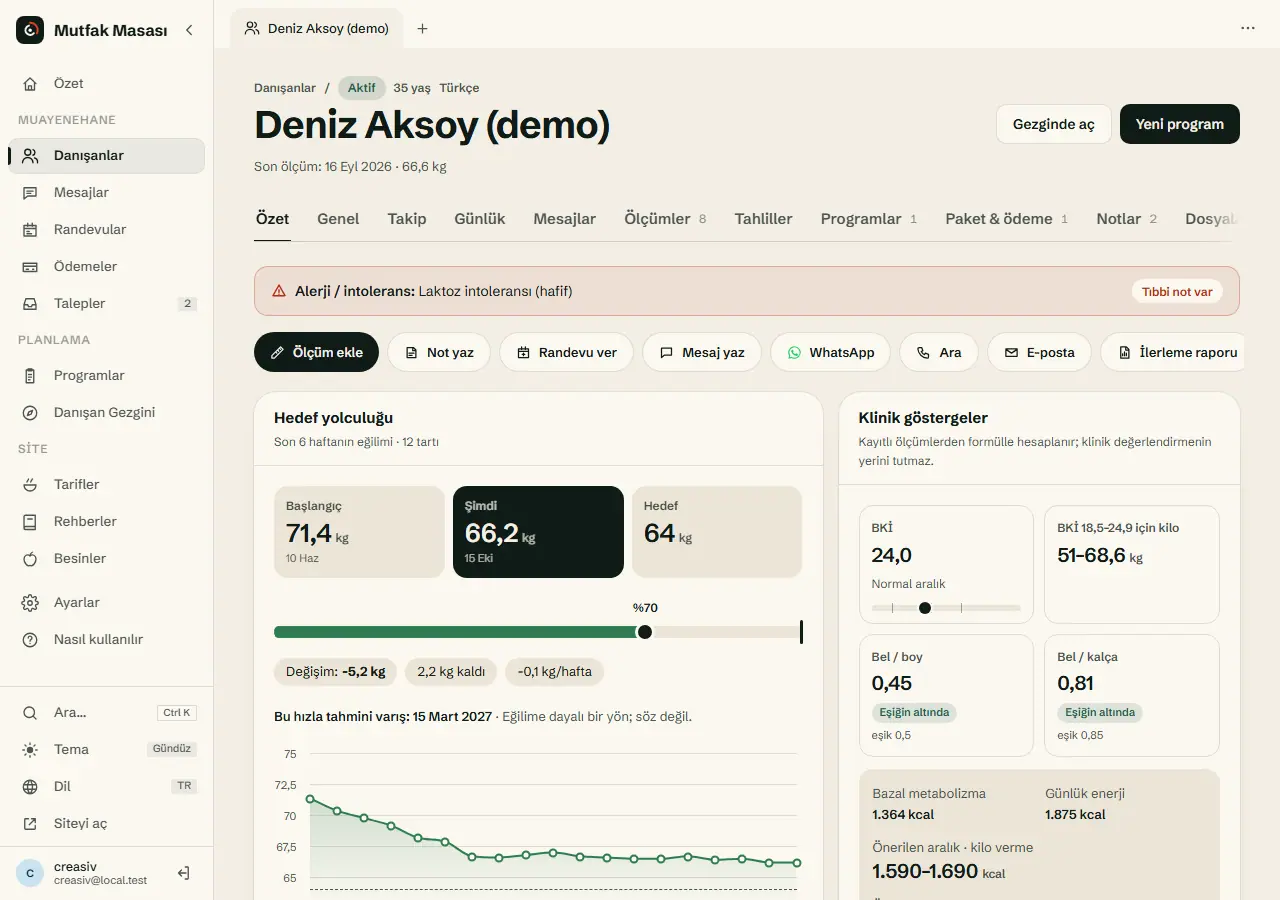 Mutfak Masası
Özet
MUAYENEHANE
Danışanlar
Mesajlar
Randevular
Ödemeler
Talepler 2
PLANLAMA
Programlar
Danışan Gezgini
SİTE
Tarifler
Rehberler
Besinler
Ayarlar
Nasıl kullanılır
Ara... Ctrl K
Tema Gündüz
Dil TR
Siteyi aç
C
creasiv
creasiv@local.test
Deniz Aksoy (demo)
Danışanlar / Aktif 35 yaş Türkçe
Deniz Aksoy (demo)
Son ölçüm: 16 Eyl 2026 · 66,6 kg
Gezginde aç
Yeni program
Özet Genel Takip Günlük Mesajlar Ölçümler 8 Tahliller Programlar 1 Paket & ödeme 1 Notlar 2 Dosyal
Alerji / intolerans: Laktoz intoleransı (hafif) Tıbbi not var
Ölçüm ekle Not yaz Randevu ver Mesaj yaz WhatsApp Ara E-posta İlerleme raporu
Hedef yolculuğu
Son 6 haftanın eğilimi · 12 tartı
Başlangıç
71,4 kg
10 Haz
Şimdi
66,2 kg
15 Eki
Hedef
64 kg
%70
Değişim: -5,2 kg 2,2 kg kaldı -0,1 kg/hafta
Bu hızla tahmini varış: 15 Mart 2027 · Eğilime dayalı bir yön; söz değil.
75
72,5
70
67,5
65
Klinik göstergeler
Kayıtlı ölçümlerden formülle hesaplanır; klinik değerlendirmenin
yerini tutmaz.
BKİ
24,0
Normal aralık
BKİ 18,5–24,9 için kilo
51–68,6 kg
Bel / boy
0,45
Eşiğin altında
eşik 0,5
Bel / kalça
0,81
Eşiğin altında
eşik 0,85
Bazal metabolizma
1.364 kcal
Günlük enerji
1.875 kcal
Önerilen aralık · kilo verme
1.590–1.690 kcal